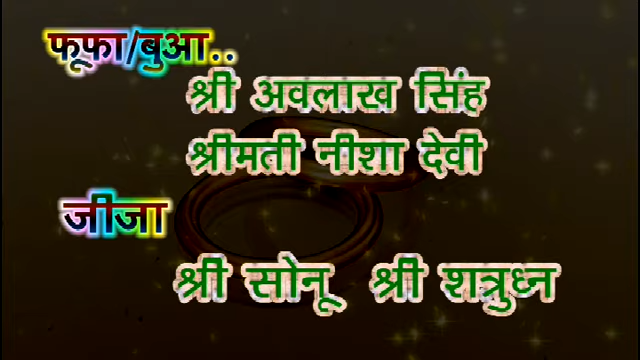 फूफा/बुआ..
श्री अवलाख सिंह
श्रीमती नीशा देवी
जीजा
श्री सोनू श्री शत्रुध्न